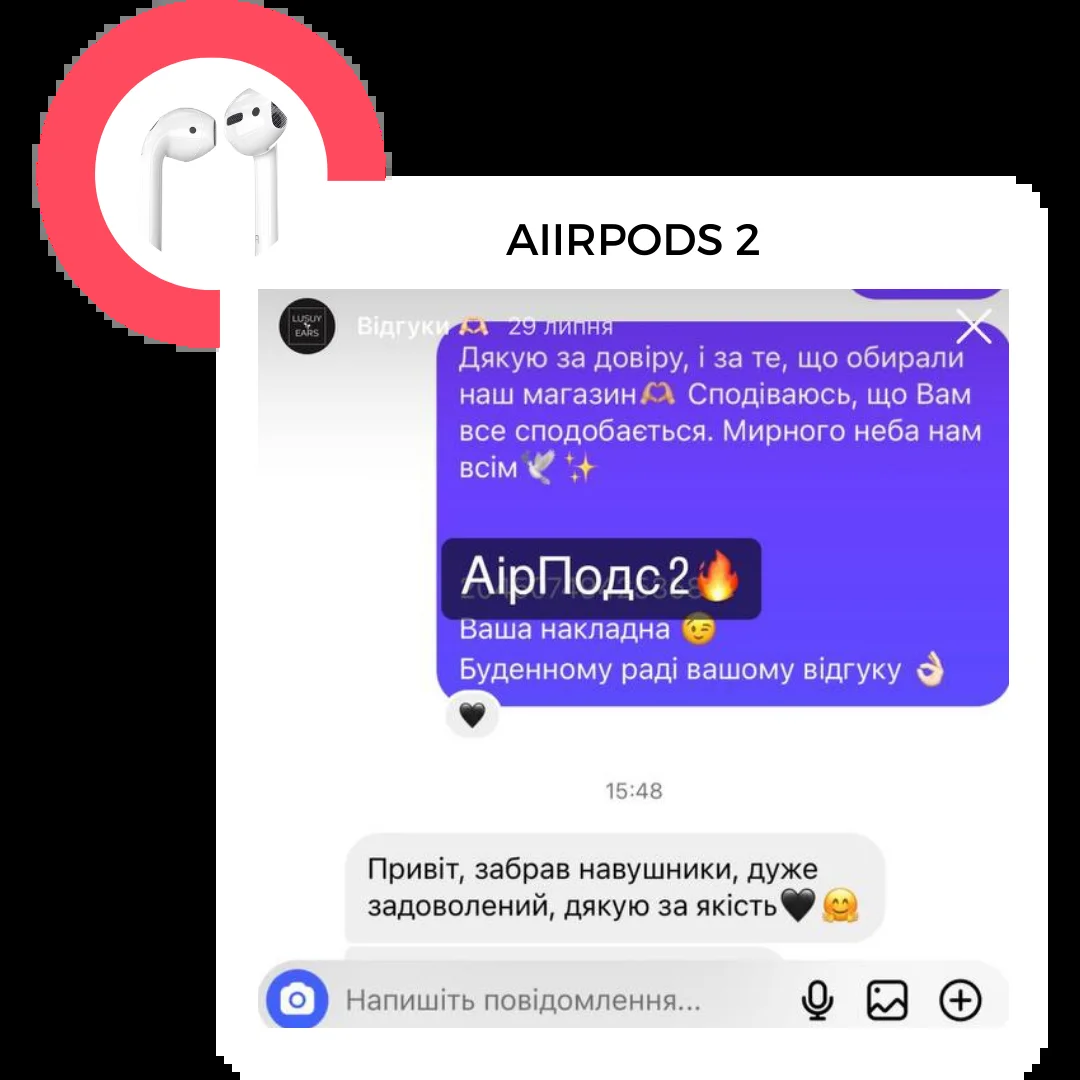 AIIRPODS 2
LUSUY
EARS
Відгуки 🫶🏼 29 липня
Дякую за довіру, і за те, що обирали
наш магазин🫶🏼 Сподіваюсь, що Вам
все сподобається. Мирного неба нам
всім🕊️✨
АірПодс 2🔥
Ваша накладна 😉
Буденному раді вашому відгуку 👌🏻
🖤
15:48
Привіт, забрав навушники, дуже
задоволений, дякую за якість🖤🤗
Напишіть повідомлення...